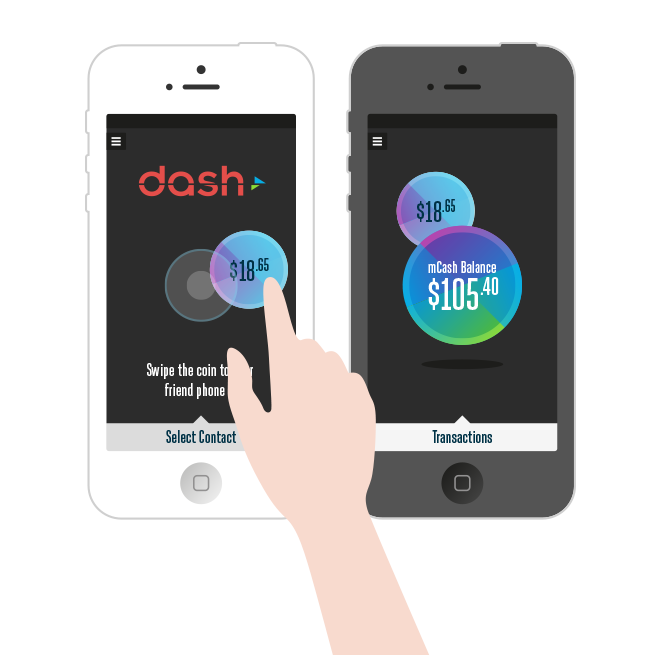 dash
$18.65
Swipe the coin to
friend phone
Select Contact
$18.65
mCash Balance
$105.40
Transactions